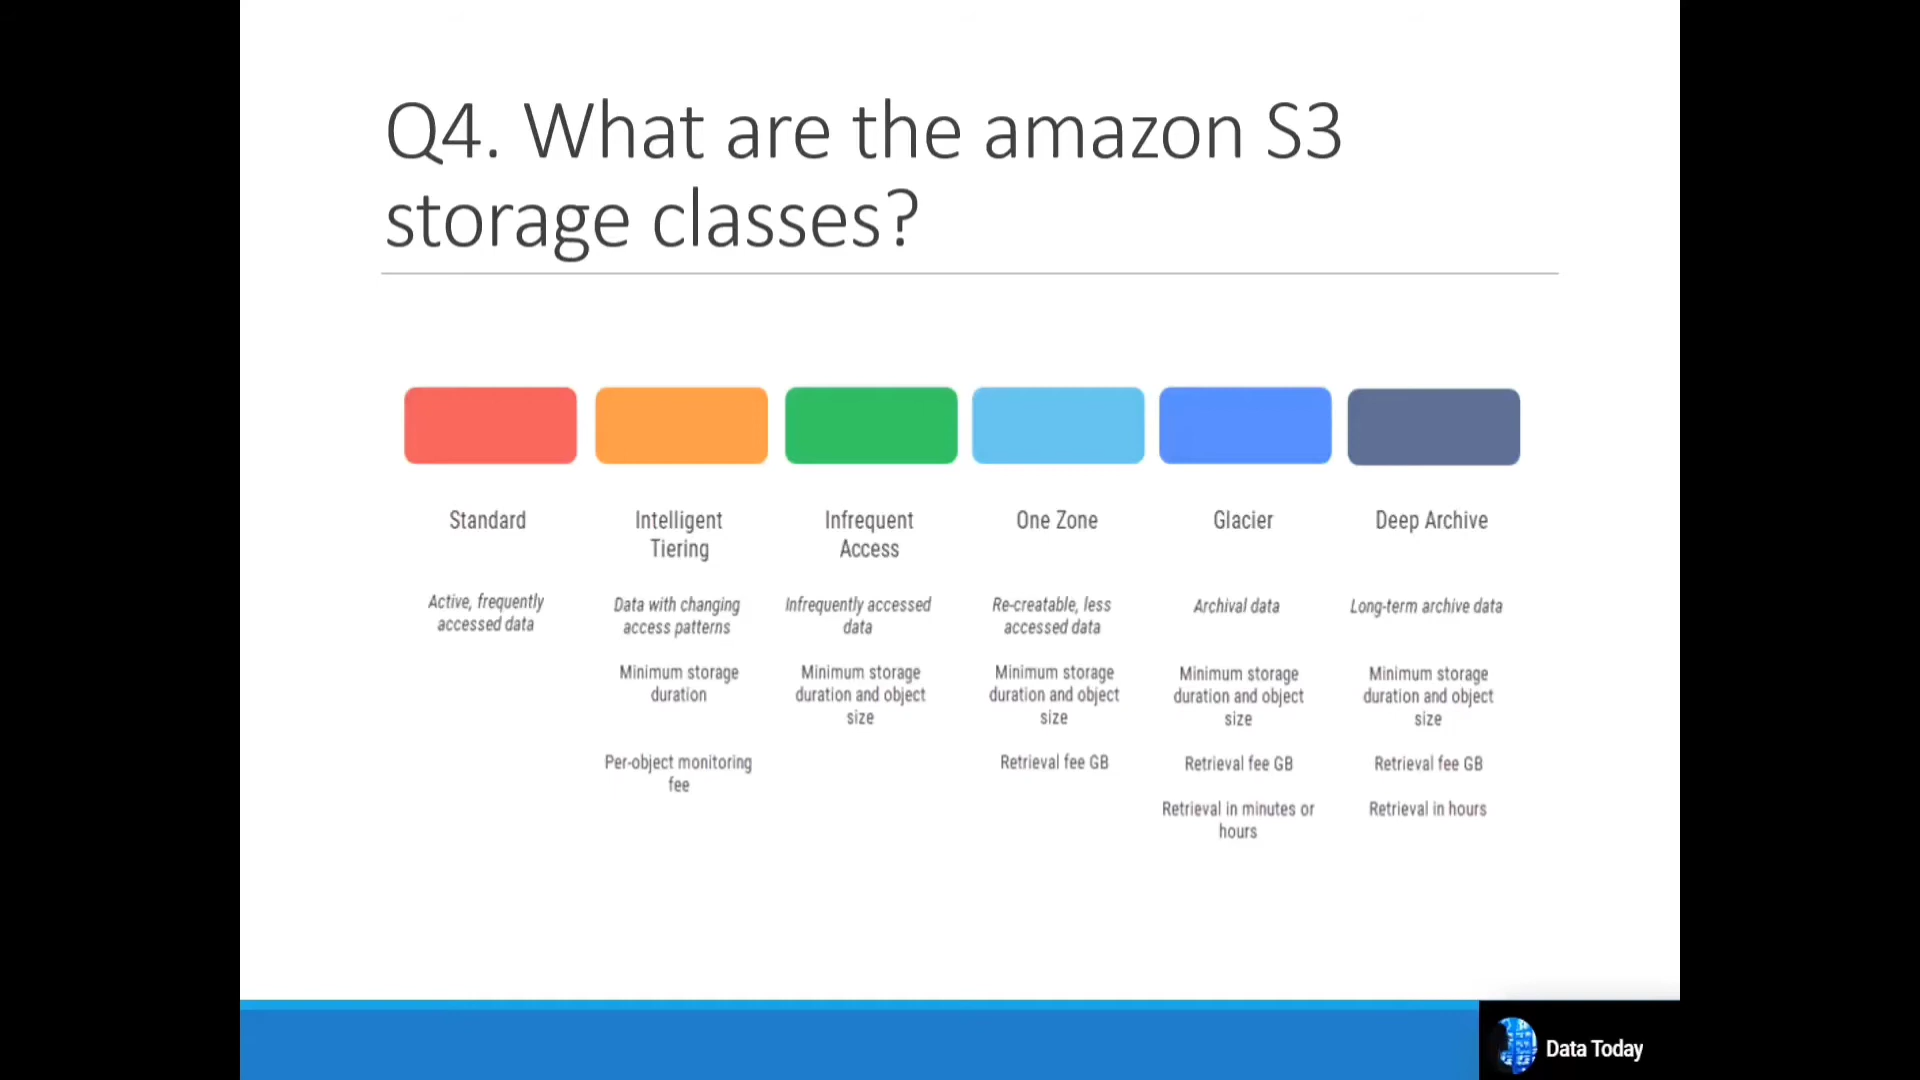 Q4. What are the amazon S3
storage classes?
Standard
Active, frequently
accessed data
Intelligent
Tiering
Data with changing
access patterns
Minimum storage
duration
Per-object monitoring
fee
Infrequent
Access
Infrequently accessed
data
Minimum storage
duration and object
size
One Zone
Re-creatable, less
accessed data
Minimum storage
duration and object
size
Retrieval fee GB
Glacier
Archival data
Minimum storage
duration and object
size
Retrieval fee GB
Retrieval in minutes or
hours
Deep Archive
Long-term archive data
Minimum storage
duration and object
size
Retrieval fee GB
Retrieval in hours
Data Today